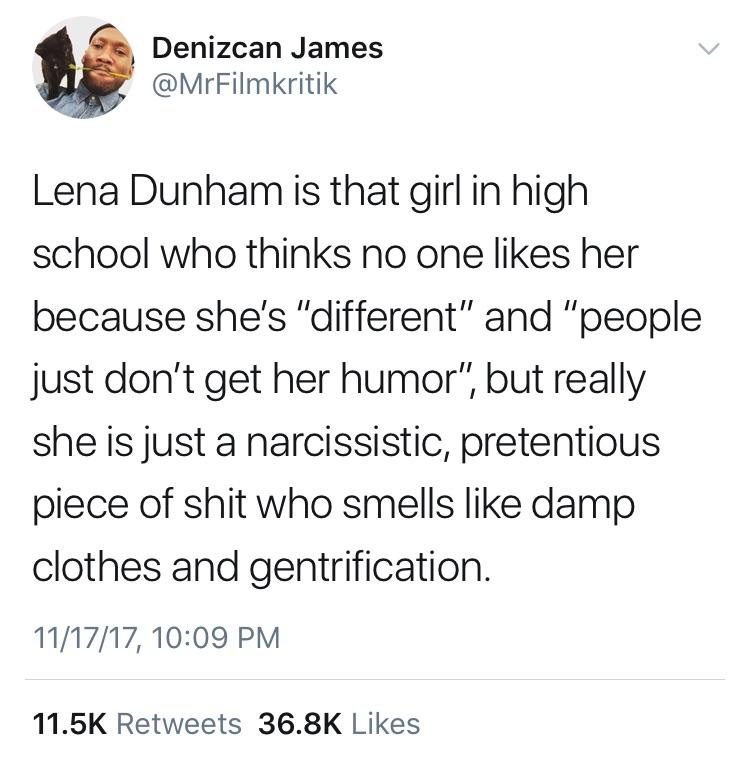 Denizcan James
@MrFilmkritik
Lena Dunham is that girl in high
school who thinks no one likes her
because she's "different" and "people
just don't get her humor", but really
she is just a narcissistic, pretentious
piece of shit who smells like damp
clothes and gentrification.
11/17/17, 10:09 PM
11.5K Retweets 36.8K Likes